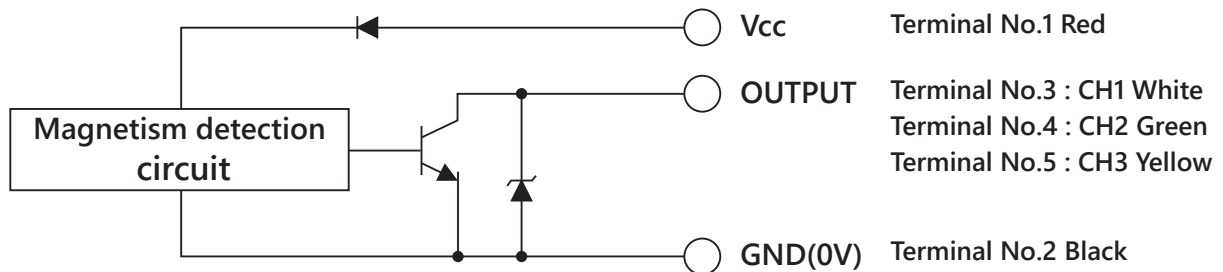 Vcc Terminal No.1 Red
OUTPUT Terminal No.3 : CH1 White
Terminal No.4 : CH2 Green
Terminal No.5 : CH3 Yellow
Magnetism detection
circuit
GND(0V) Terminal No.2 Black